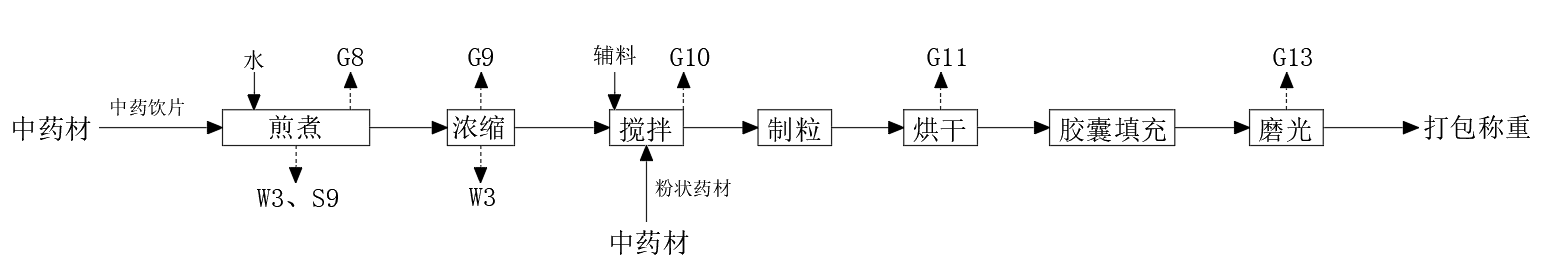 水
G8
G9
辅料
G10
G11
G13
中药材
中药饮片
煎煮
浓缩
搅拌
制粒
烘干
胶囊填充
磨光
打包称重
W3、S9
W3
粉状药材
中药材